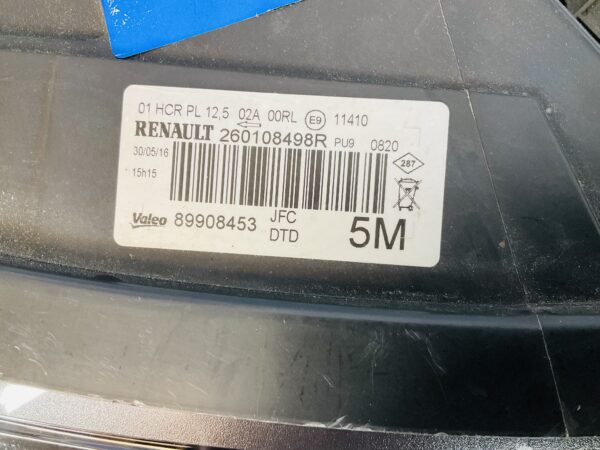 01 HCR PL 12,5 02A 00RL E9 11410
RENAULT 260108498R PU9 0820
30/05/16
287
15h15
Valeo 89908453 JFC
DTD
5M